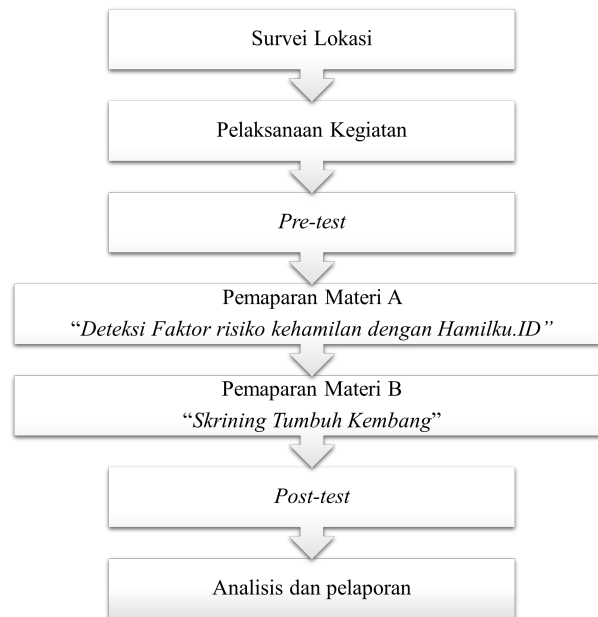 Survei Lokasi
Pelaksanaan Kegiatan
Pre-test
Pemaparan Materi A
“Deteksi Faktor risiko kehamilan dengan Hamilku.ID”
Pemaparan Materi B
“Skrining Tumbuh Kembang”
Post-test
Analisis dan pelaporan